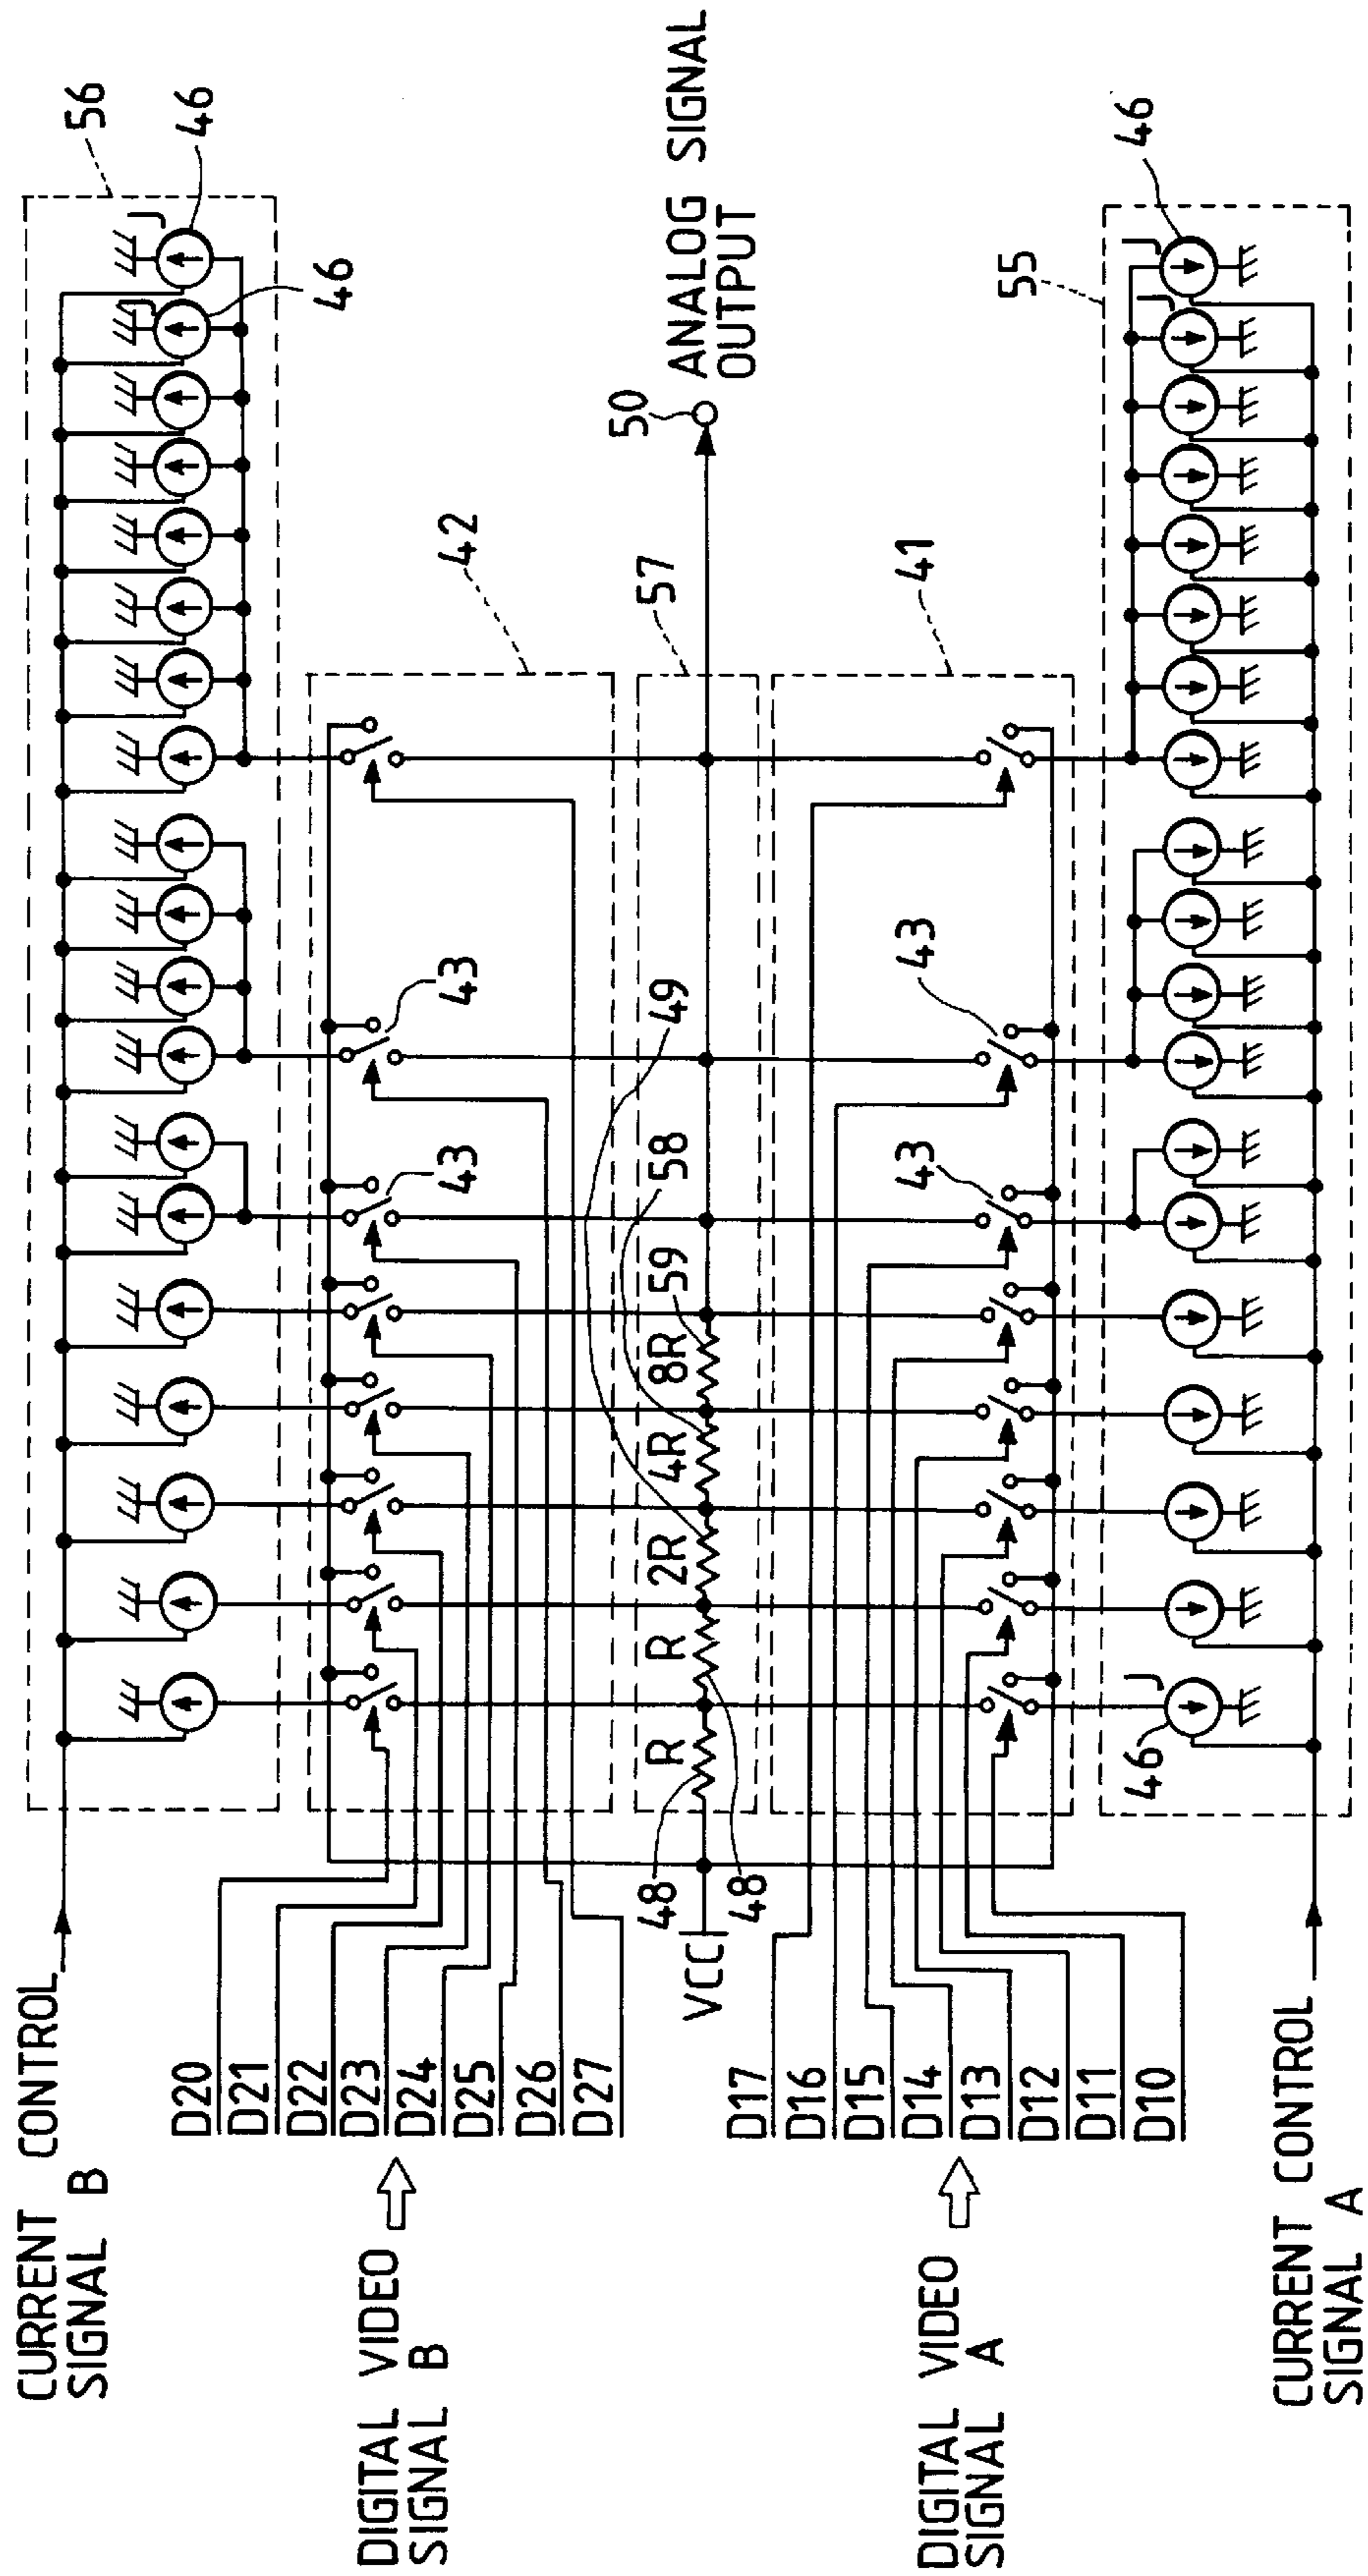 CURRENT CONTROL
SIGNAL B
56
46
46
DIGITAL VIDEO
SIGNAL B
D20
D21
D22
D23
D24
D25
D26
D27
42
43
43
VCC
48
48
R
R
2R
4R
8R
59
58
49
57
50
ANALOG SIGNAL
OUTPUT
DIGITAL VIDEO
SIGNAL A
D17
D16
D15
D14
D13
D12
D11
D10
41
43
43
55
46
46
CURRENT CONTROL
SIGNAL A